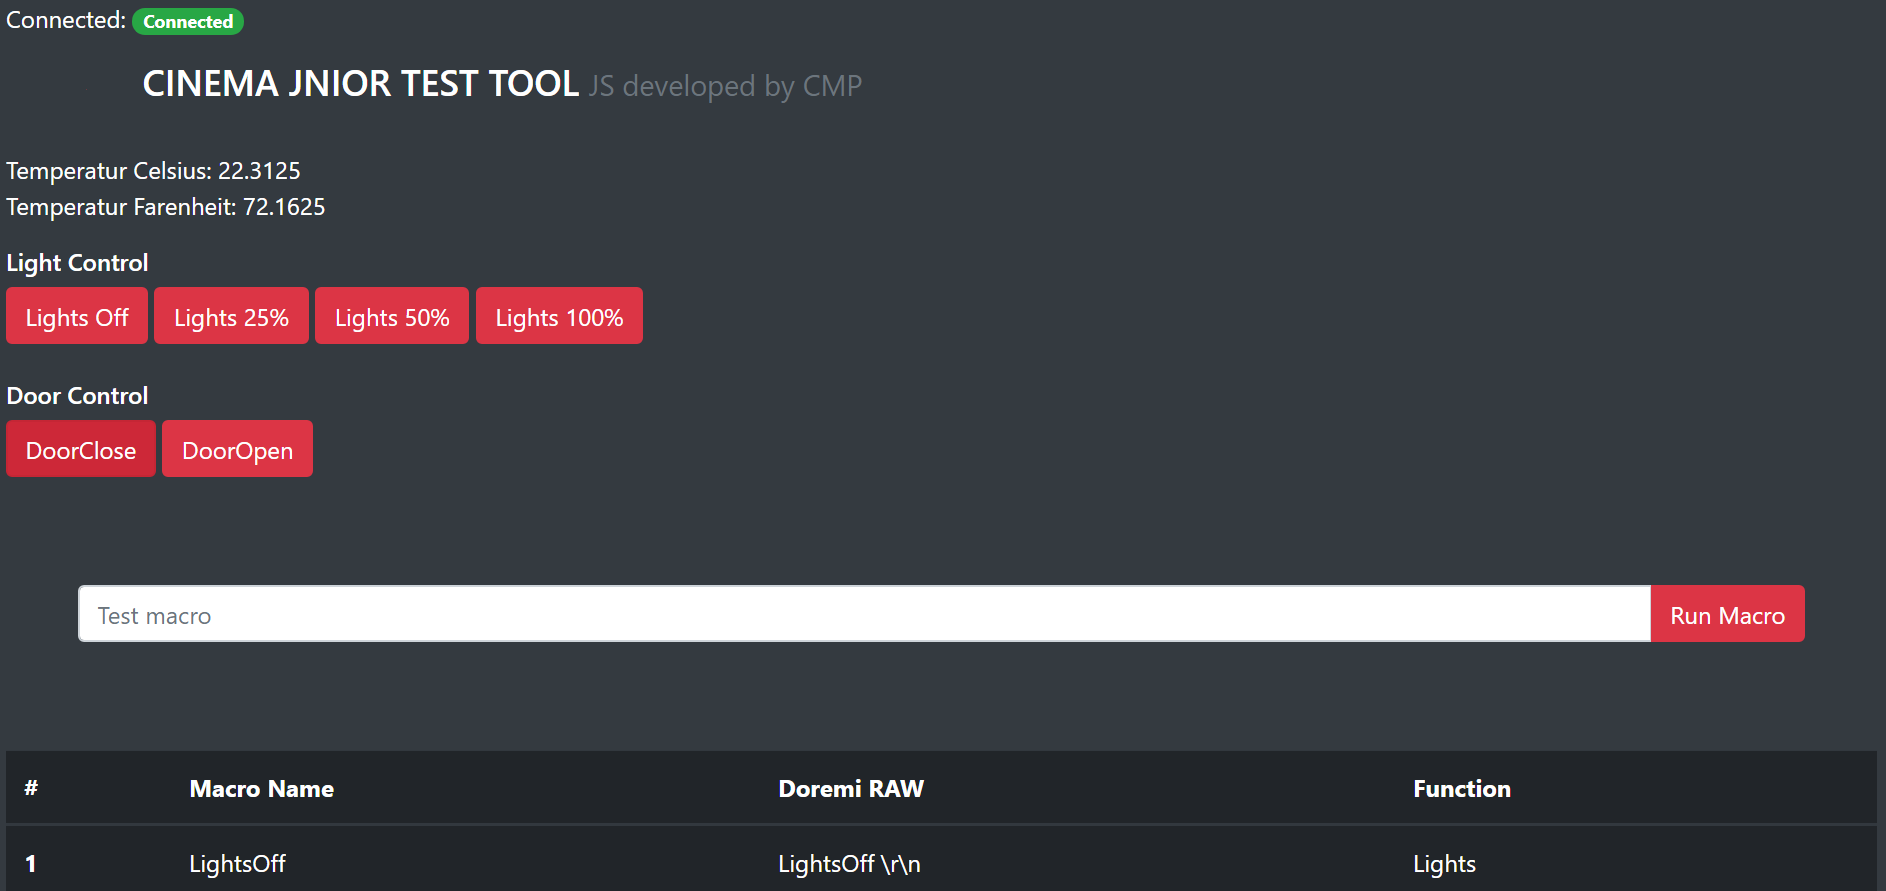 Connected: Connected
CINEMA JNIOR TEST TOOL JS developed by CMP
Temperatur Celsius: 22.3125
Temperatur Farenheit: 72.1625
Light Control
Lights Off Lights 25% Lights 50% Lights 100%
Door Control
DoorClose DoorOpen
Test macro Run Macro
# Macro Name Doremi RAW Function
1 LightsOff LightsOff \r\n Lights